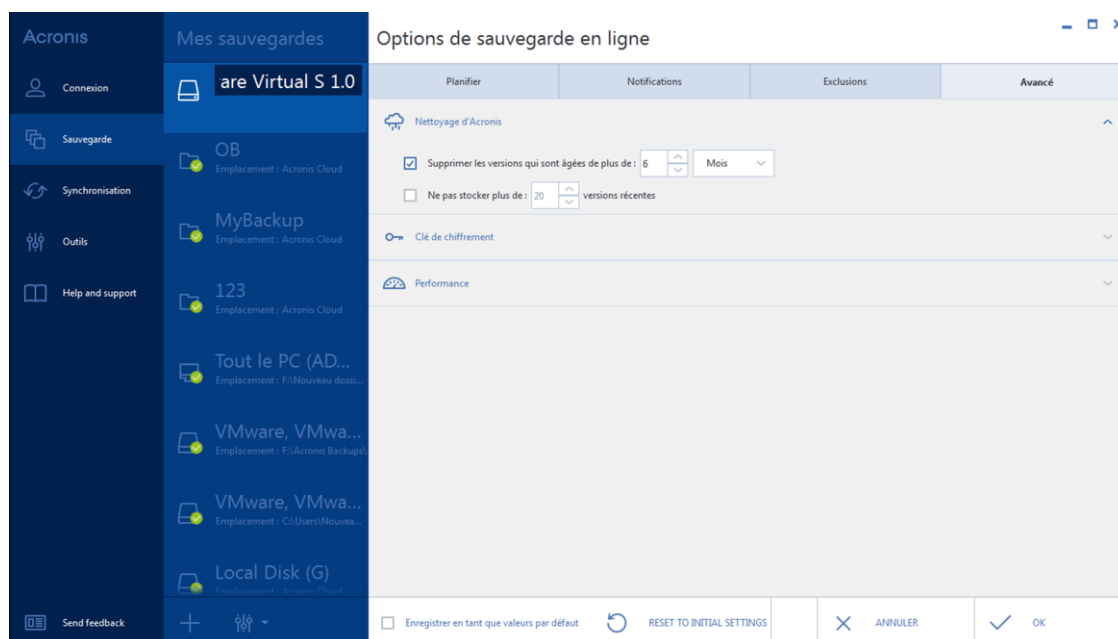 Acronis
Connexion
Sauvegarde
Synchronisation
Outils
Help and support
Send feedback
Mes sauvegardes
are Virtual S 1.0
OB
Emplacement : Acronis Cloud
MyBackup
Emplacement : Acronis Cloud
123
Emplacement : Acronis Cloud
Tout le PC (AD...
Emplacement : F:\Nouveau dossi...
VMware, VMwa...
Emplacement : F:\Acronis Backups\
VMware, VMwa...
Emplacement : C:\Users\Nouvea...
Local Disk (G)
Emplacement : Acronis Cloud
Options de sauvegarde en ligne
Planifier
Notifications
Exclusions
Avancé
Nettoyage d'Acronis
Supprimer les versions qui sont âgées de plus de : 6 Mois
Ne pas stocker plus de : 20 versions récentes
Clé de chiffrement
Performance
Enregistrer en tant que valeurs par défaut
RESET TO INITIAL SETTINGS
ANNULER
OK